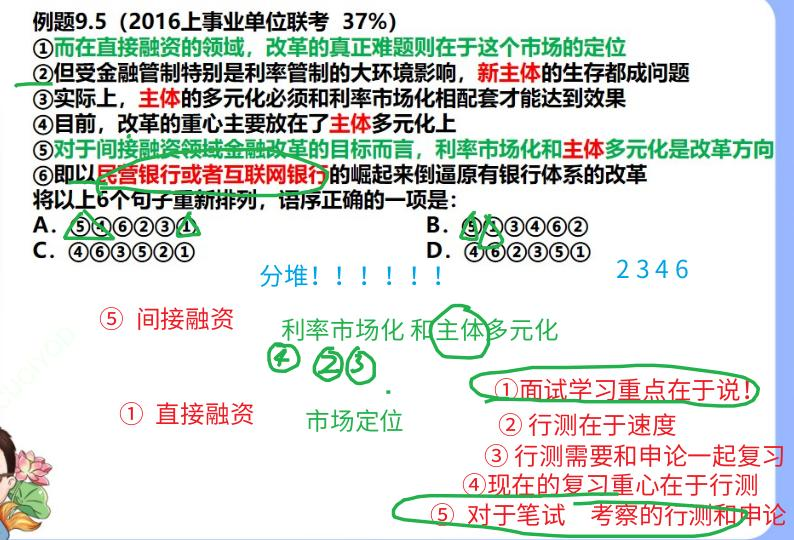 例题9.5（2016上事业单位联考 37%）
①而在直接融资的领域，改革的真正难题则在于这个市场的定位
②但受金融管制特别是利率管制的大环境影响，新主体的生存都成问题
③实际上，主体的多元化必须和利率市场化相配套才能达到效果
④目前，改革的重心主要放在了主体多元化上
⑤对于间接融资领域金融改革的目标而言，利率市场化和主体多元化是改革方向
⑥即以民营银行或者互联网银行的崛起来倒逼原有银行体系的改革
将以上6个句子重新排列，语序正确的一项是：
A．⑤④⑥②③① B．⑤①③④⑥②
C．④⑥③⑤②① D．④⑥②③⑤①
分堆！！！！！！
2 3 4 6
⑤ 间接融资
利率市场化 和主体多元化
④ ②③
① 直接融资
市场定位
①面试学习重点在于说！
② 行测在于速度
③ 行测需要和申论一起复习
④现在的复习重心在于行测
⑤ 对于笔试 考察的行测和申论